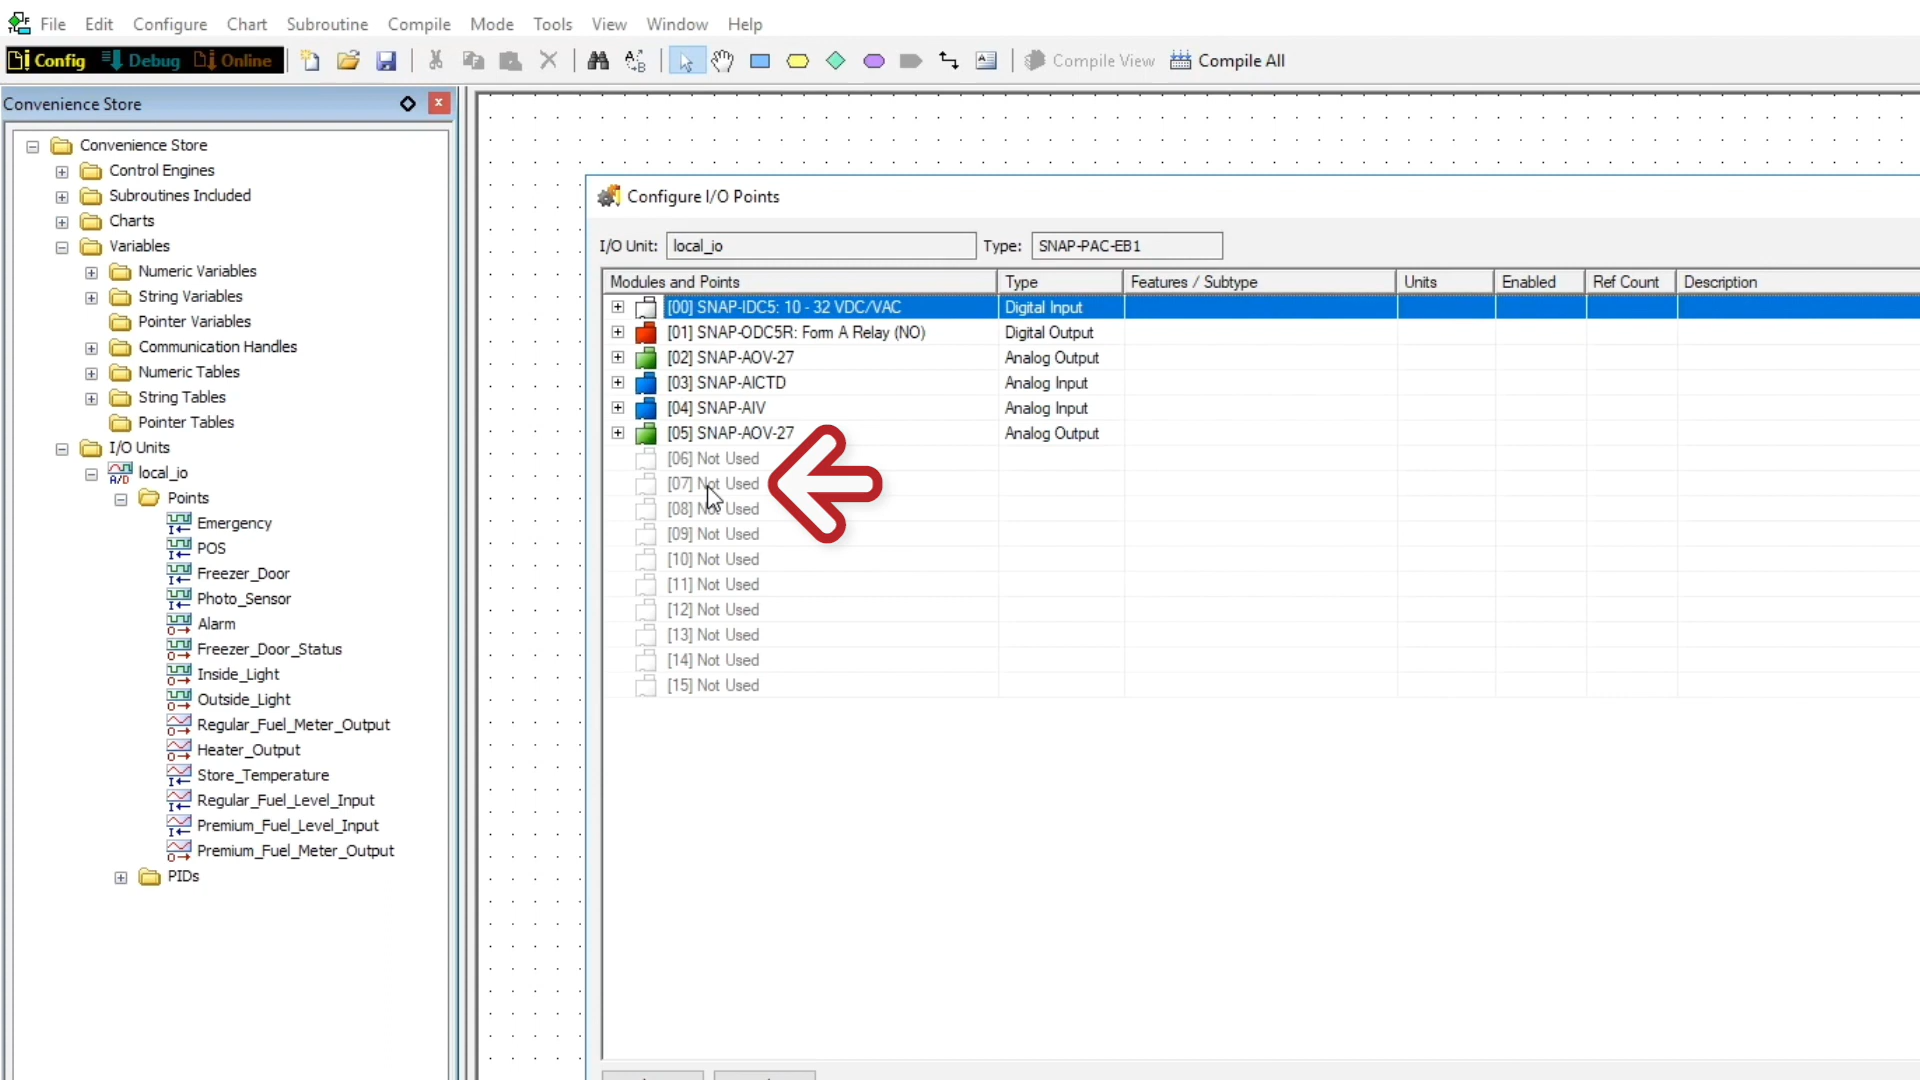 File Edit Configure Chart Subroutine Compile Mode Tools View Window Help
Config Debug Online Compile View Compile All
Convenience Store
Convenience Store
Control Engines
Subroutines Included
Charts
Variables
Numeric Variables
String Variables
Pointer Variables
Communication Handles
Numeric Tables
String Tables
Pointer Tables
I/O Units
local_io
Points
Emergency
POS
Freezer_Door
Photo_Sensor
Alarm
Freezer_Door_Status
Inside_Light
Outside_Light
Regular_Fuel_Meter_Output
Heater_Output
Store_Temperature
Regular_Fuel_Level_Input
Premium_Fuel_Level_Input
Premium_Fuel_Meter_Output
PIDs
Configure I/O Points
I/O Unit: local_io Type: SNAP-PAC-EB1
Modules and Points Type Features / Subtype Units Enabled Ref Count Description
[00] SNAP-IDC5: 10 - 32 VDC/VAC Digital Input
[01] SNAP-ODC5R: Form A Relay (NO) Digital Output
[02] SNAP-AOV-27 Analog Output
[03] SNAP-AICTD Analog Input
[04] SNAP-AIV Analog Input
[05] SNAP-AOV-27 Analog Output
[06] Not Used
[07] Not Used
[08] Not Used
[09] Not Used
[10] Not Used
[11] Not Used
[12] Not Used
[13] Not Used
[14] Not Used
[15] Not Used